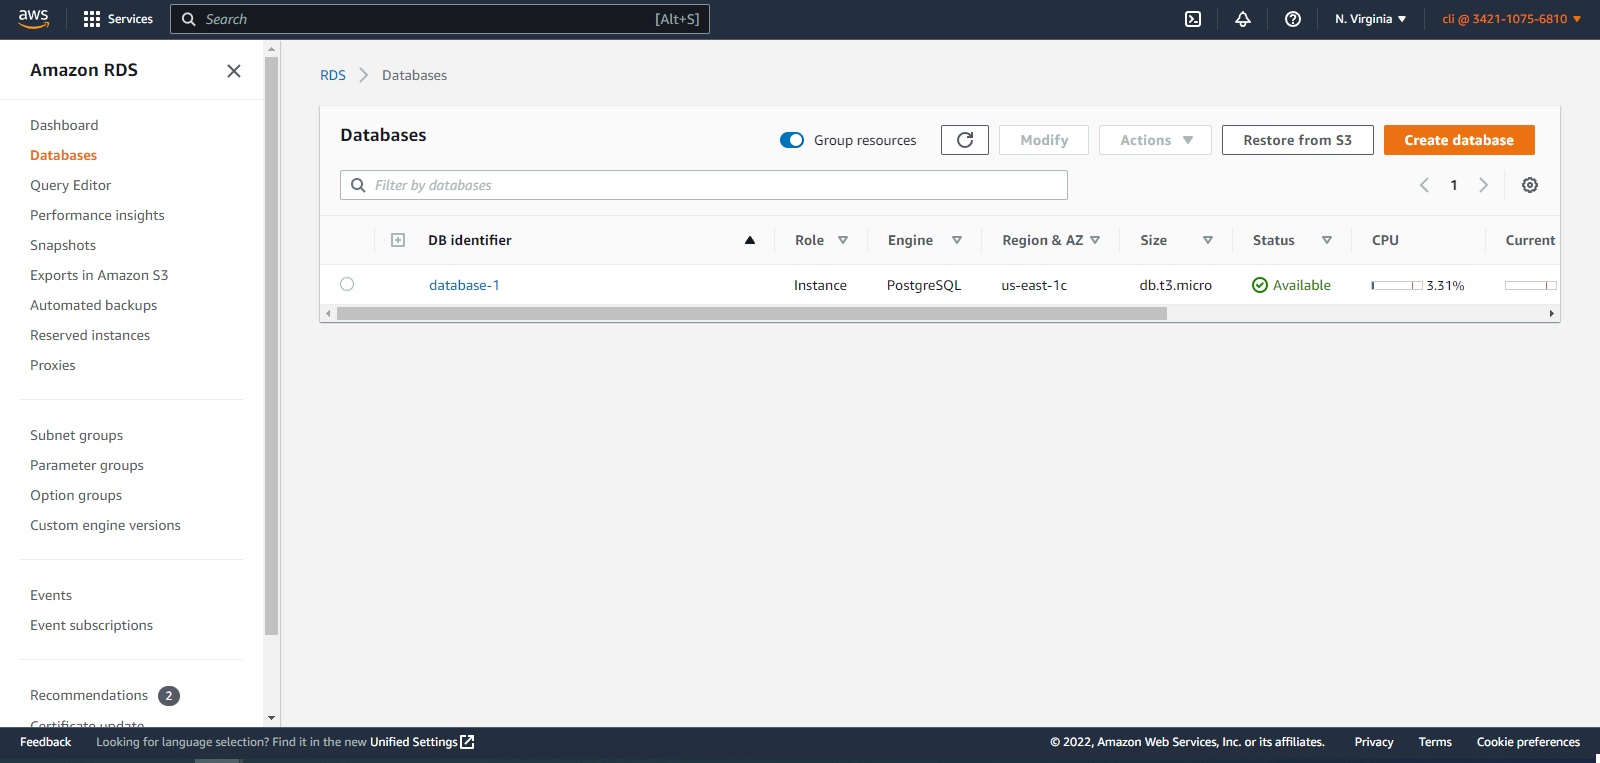 aws Services Search [Alt+S] N. Virginia cli @ 3421-1075-6810
Amazon RDS
Dashboard
Databases
Query Editor
Performance insights
Snapshots
Exports in Amazon S3
Automated backups
Reserved instances
Proxies
Subnet groups
Parameter groups
Option groups
Custom engine versions
Events
Event subscriptions
Recommendations 2
Certificate update
RDS Databases
Databases Group resources Modify Actions Restore from S3 Create database
Filter by databases 1
DB identifier Role Engine Region & AZ Size Status CPU Current
database-1 Instance PostgreSQL us-east-1c db.t3.micro Available 3.31%
Feedback Looking for language selection? Find it in the new Unified Settings © 2022, Amazon Web Services, Inc. or its affiliates. Privacy Terms Cookie preferences